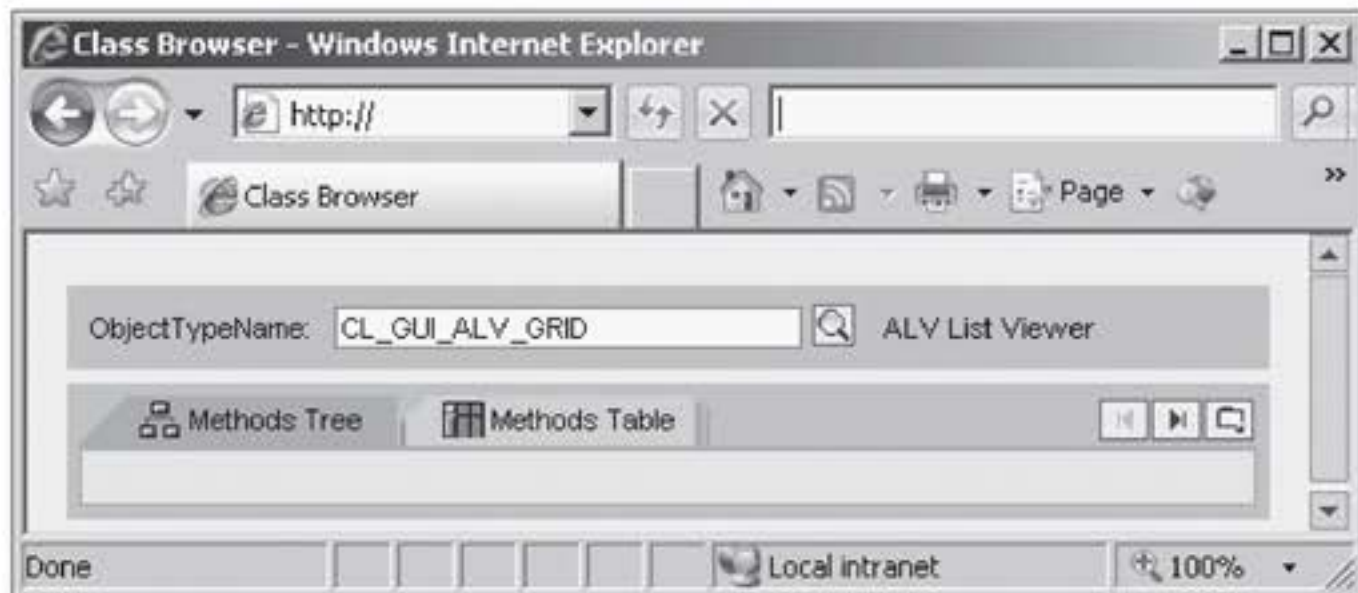 Class Browser - Windows Internet Explorer
http://
Class Browser
Page
»
ObjectTypeName: CL_GUI_ALV_GRID ALV List Viewer
Methods Tree Methods Table
Done Local intranet 100%